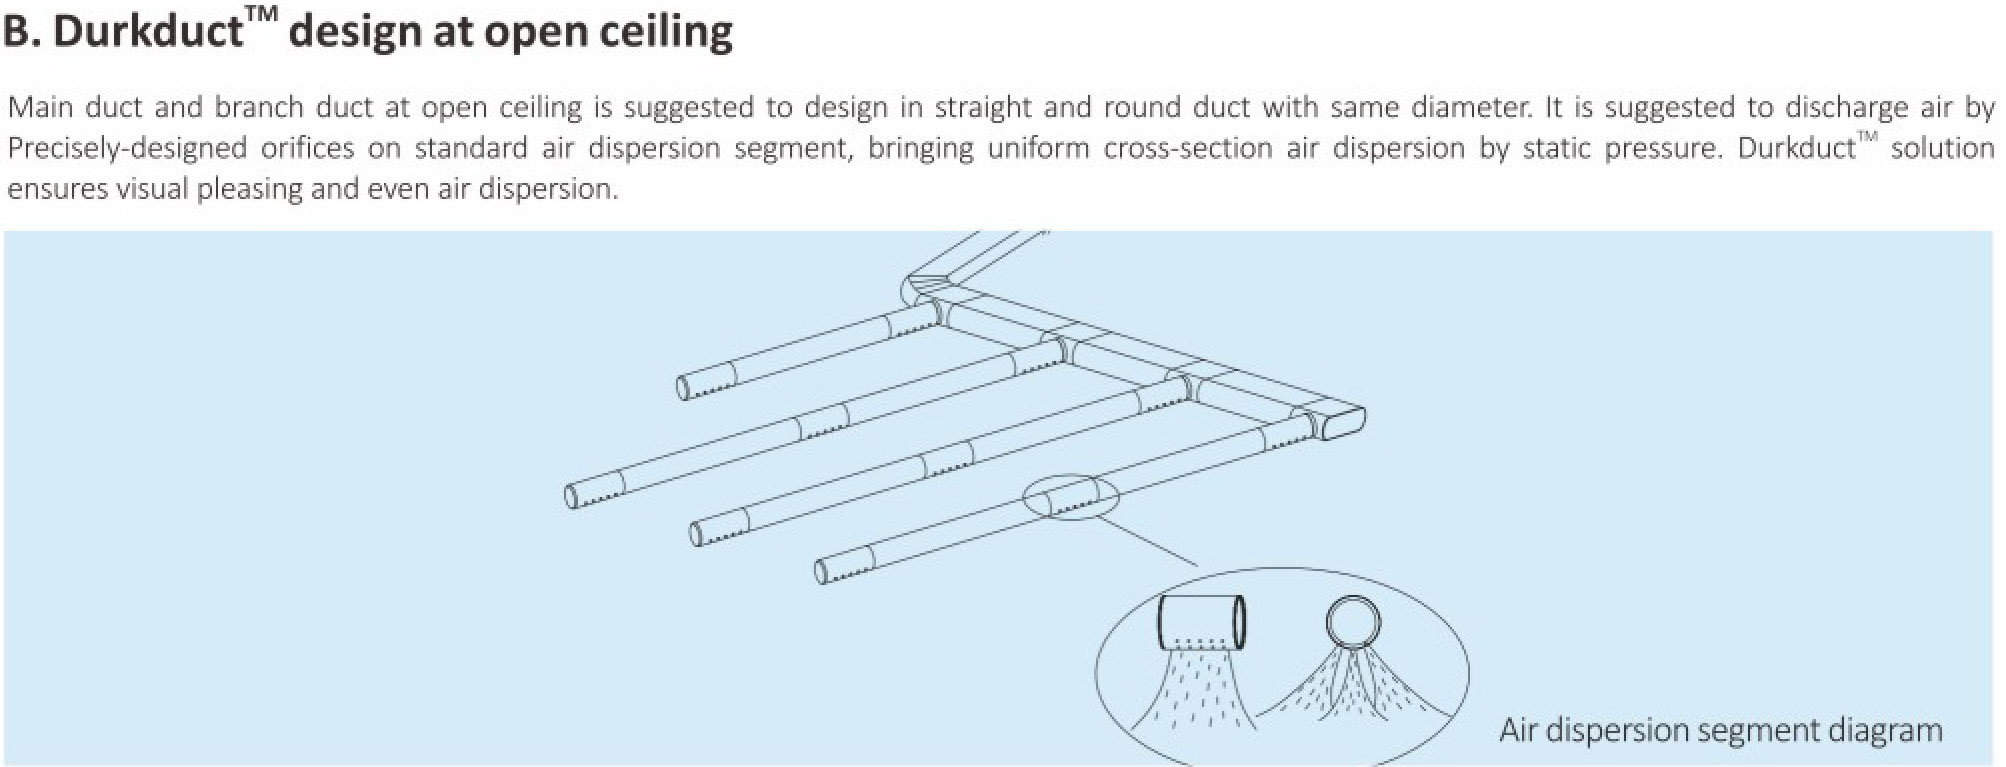 B. Durkduct™ design at open ceiling
Main duct and branch duct at open ceiling is suggested to design in straight and round duct with same diameter. It is suggested to discharge air by
Precisely-designed orifices on standard air dispersion segment, bringing uniform cross-section air dispersion by static pressure. Durkduct™ solution
ensures visual pleasing and even air dispersion.
Air dispersion segment diagram